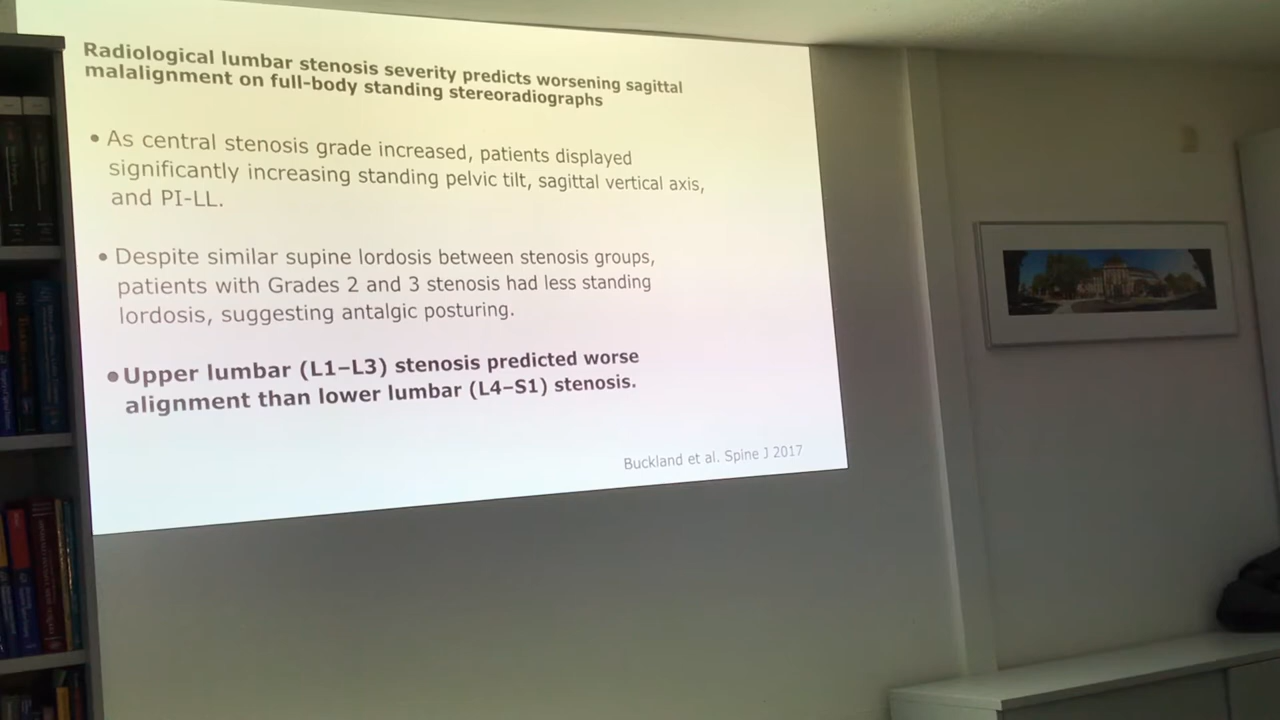 Radiological lumbar stenosis severity predicts worsening sagittal
malalignment on full-body standing stereoradiographs
• As central stenosis grade increased, patients displayed
significantly increasing standing pelvic tilt, sagittal vertical axis,
and PI-LL.
• Despite similar supine lordosis between stenosis groups,
patients with Grades 2 and 3 stenosis had less standing
lordosis, suggesting antalgic posturing.
• Upper lumbar (L1–L3) stenosis predicted worse
alignment than lower lumbar (L4–S1) stenosis.
Buckland et al. Spine J 2017